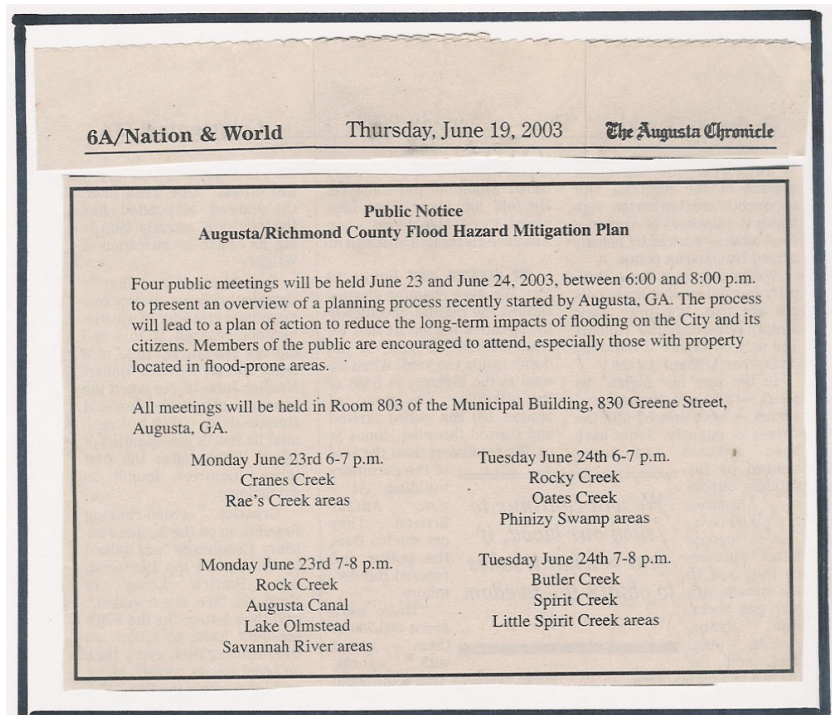 6A/Nation & World Thursday, June 19, 2003 The Augusta Chronicle
Public Notice
Augusta/Richmond County Flood Hazard Mitigation Plan
Four public meetings will be held June 23 and June 24, 2003, between 6:00 and 8:00 p.m.
to present an overview of a planning process recently started by Augusta, GA. The process
will lead to a plan of action to reduce the long-term impacts of flooding on the City and its
citizens. Members of the public are encouraged to attend, especially those with property
located in flood-prone areas.
All meetings will be held in Room 803 of the Municipal Building, 830 Greene Street,
Augusta, GA.
Monday June 23rd 6-7 p.m.
Cranes Creek
Rae's Creek areas
Tuesday June 24th 6-7 p.m.
Rocky Creek
Oates Creek
Phinizy Swamp areas
Monday June 23rd 7-8 p.m.
Rock Creek
Augusta Canal
Lake Olmstead
Savannah River areas
Tuesday June 24th 7-8 p.m.
Butler Creek
Spirit Creek
Little Spirit Creek areas